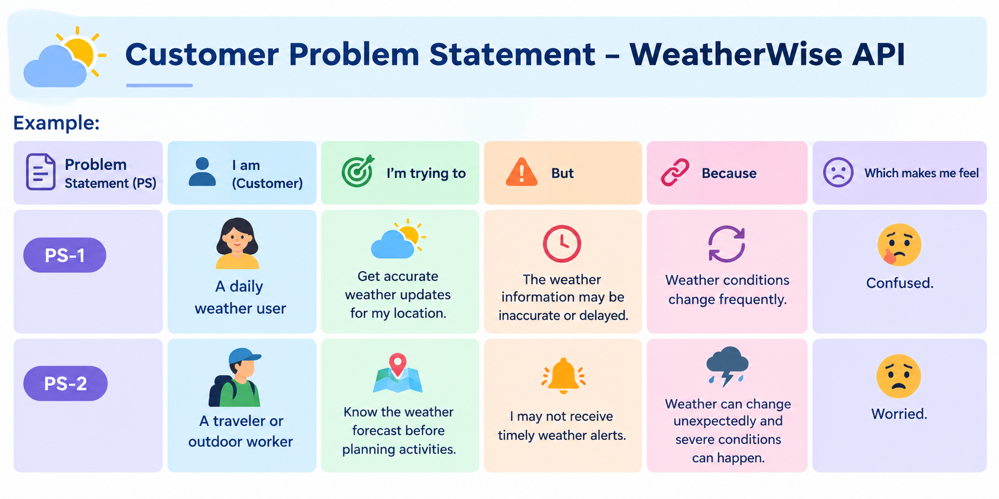 Customer Problem Statement – WeatherWise API
Example:
Problem
Statement (PS)
I am
(Customer)
I'm trying to
But
Because
Which makes me feel
PS-1
A daily
weather user
Get accurate
weather updates
for my location.
The weather
information may be
inaccurate or delayed.
Weather conditions
change frequently.
Confused.
PS-2
A traveler or
outdoor worker
Know the weather
forecast before
planning activities.
I may not receive
timely weather alerts.
Weather can change
unexpectedly and
severe conditions
can happen.
Worried.